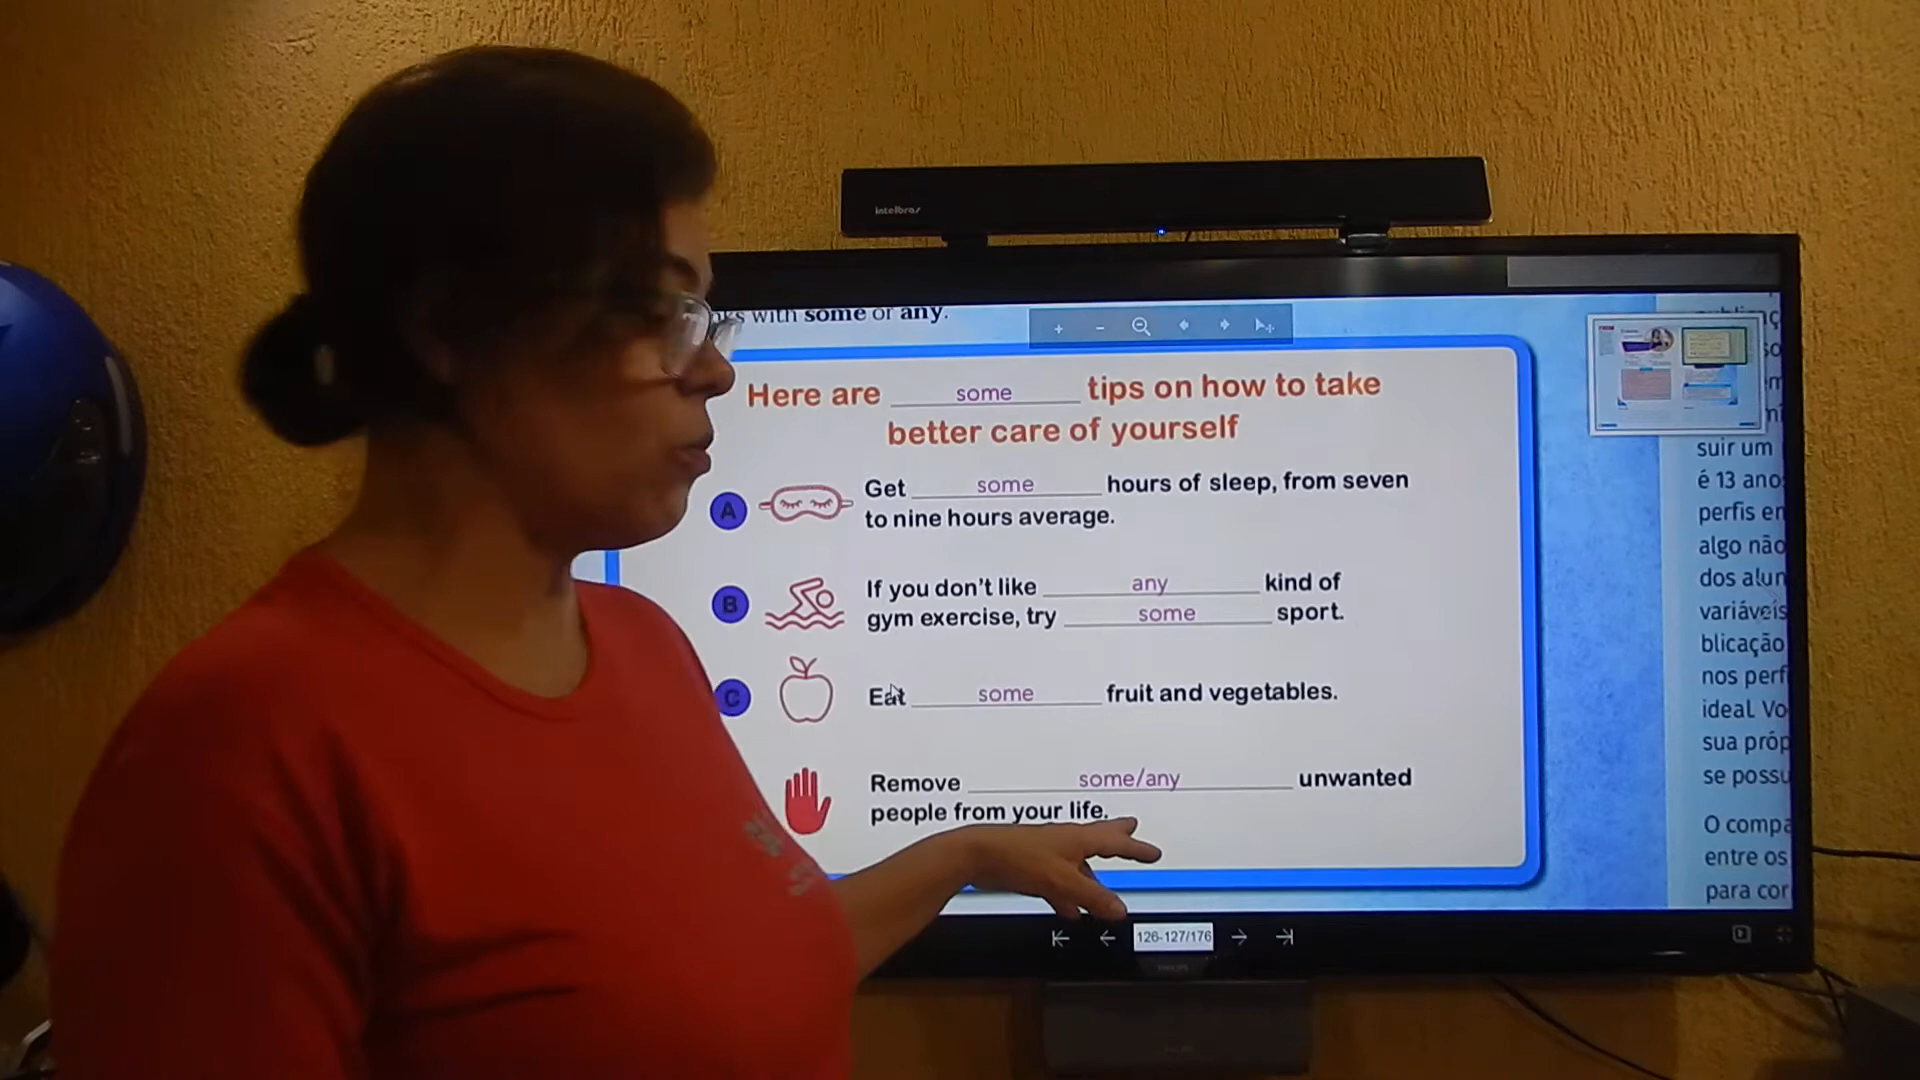 intelbras
with some or any.
Here are some tips on how to take
better care of yourself
A
Get some hours of sleep, from seven
to nine hours average.
B
If you don't like any kind of
gym exercise, try some sport.
C
Eat some fruit and vegetables.
Remove some/any unwanted
people from your life.
suir um
é 13 ano
perfis en
algo não
dos alun
variáveis
blicação
nos perf
ideal. Vo
sua próp
se possu
O compa
entre os
para cor
126-127/176
PHILIPS